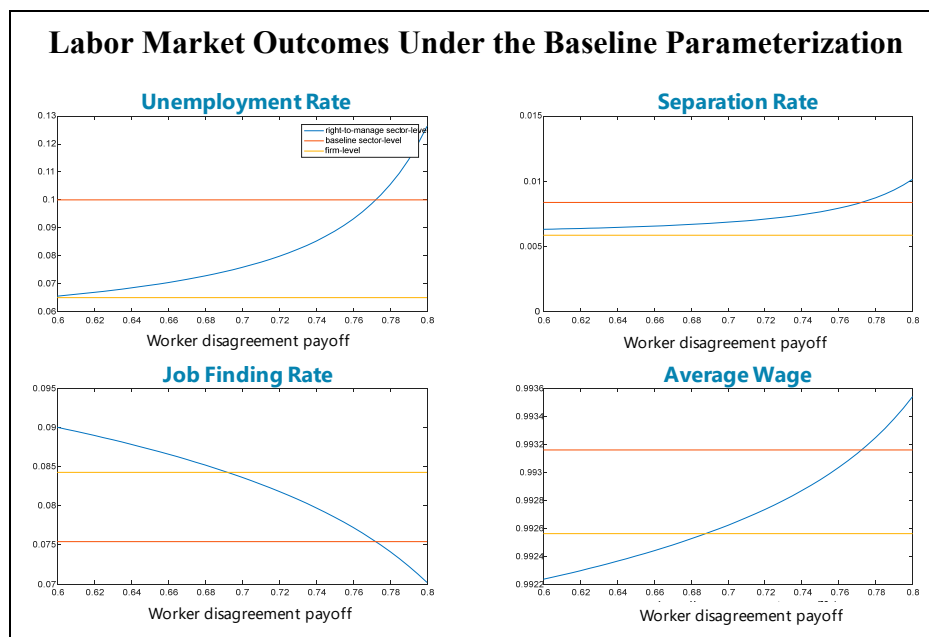 Labor Market Outcomes Under the Baseline Parameterization
Unemployment Rate
0.13
0.12
0.11
0.1
0.09
0.08
0.07
0.06
right-to-manage sector-level
baseline sector-level
firm-level
0.6 0.62 0.64 0.66 0.68 0.7 0.72 0.74 0.76 0.78 0.8
Worker disagreement payoff
Separation Rate
0.015
0.01
0.005
0
0.6 0.62 0.64 0.66 0.68 0.7 0.72 0.74 0.76 0.78 0.8
Worker disagreement payoff
Job Finding Rate
0.095
0.09
0.085
0.08
0.075
0.07
0.6 0.62 0.64 0.66 0.68 0.7 0.72 0.74 0.76 0.78 0.8
Worker disagreement payoff
Average Wage
0.9936
0.9934
0.9932
0.993
0.9928
0.9926
0.9924
0.9922
0.6 0.62 0.64 0.66 0.68 0.7 0.72 0.74 0.76 0.78 0.8
Worker disagreement payoff